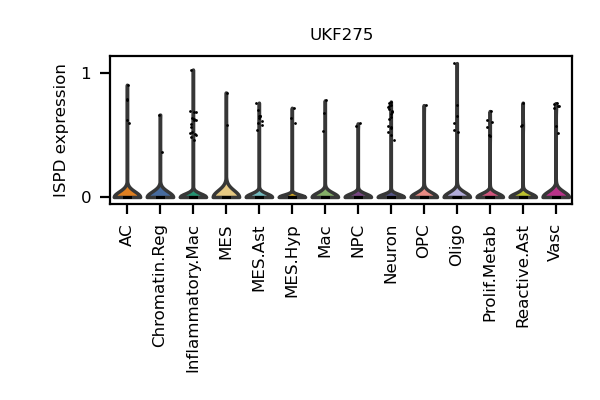 UKF275
ISPD expression
1
0
AC
Chromatin.Reg
Inflammatory.Mac
MES
MES.Ast
MES.Hyp
Mac
NPC
Neuron
OPC
Oligo
Prolif.Metab
Reactive.Ast
Vasc